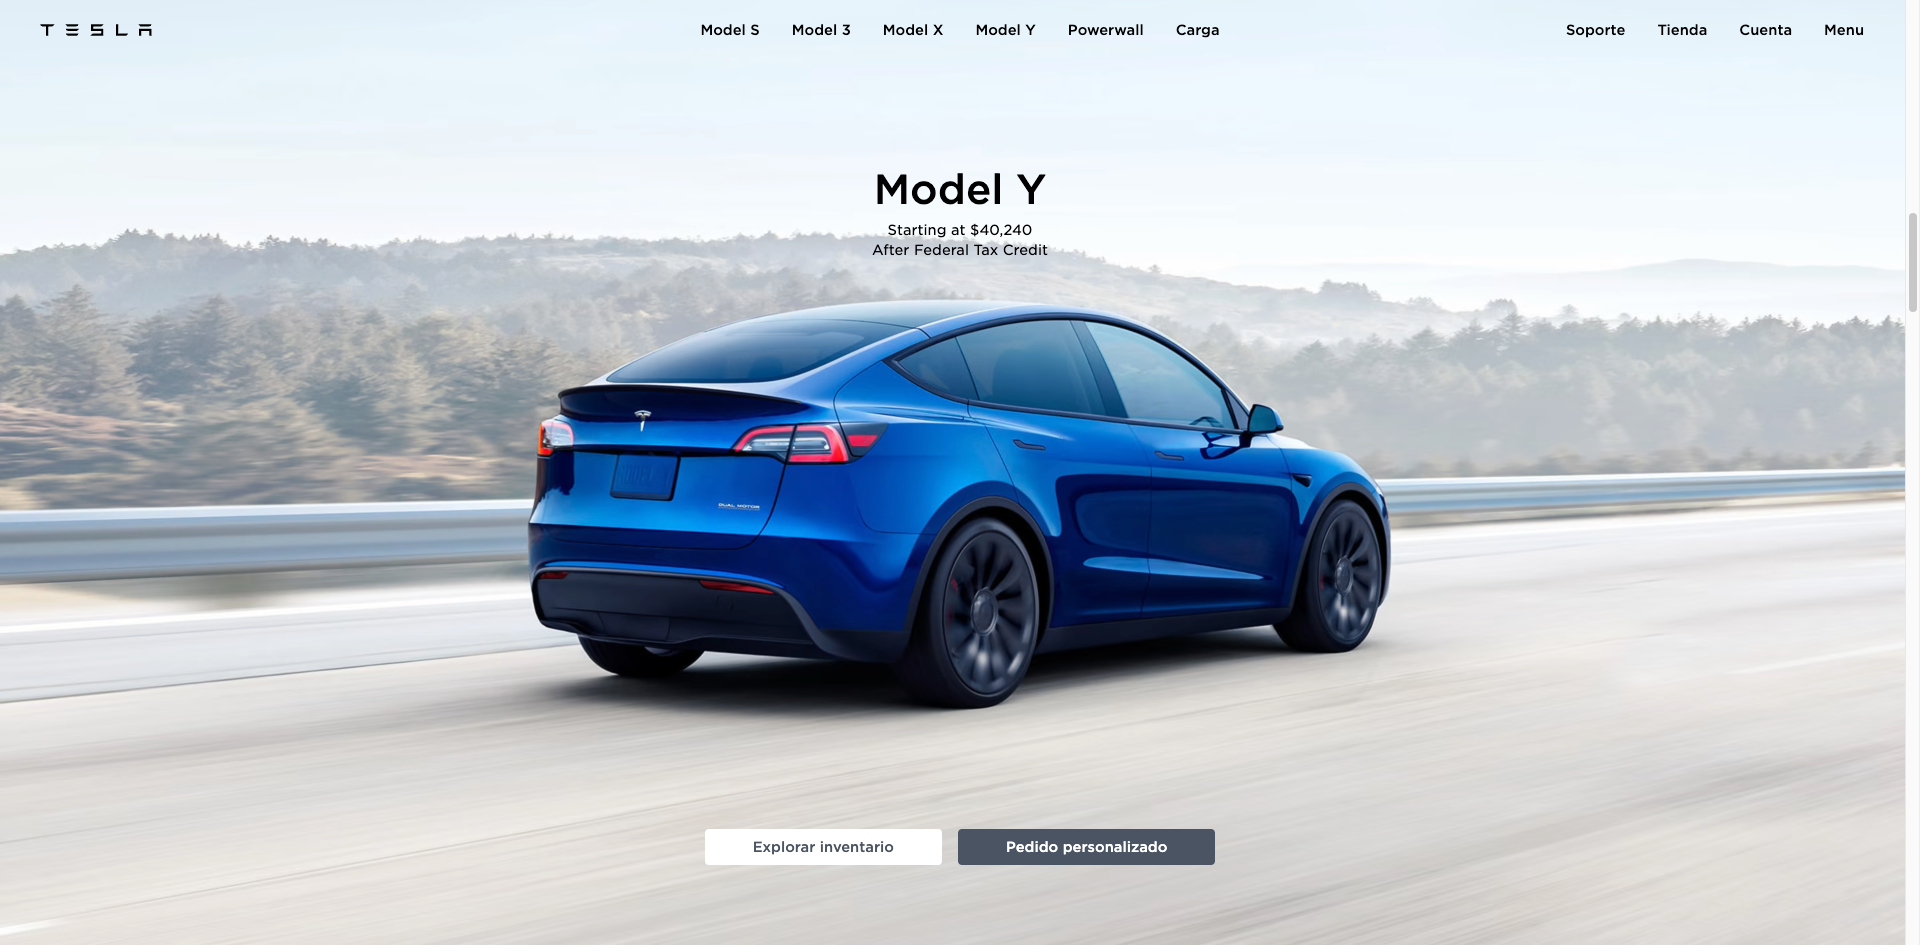 TESLA
Model S
Model 3
Model X
Model Y
Powerwall
Carga
Soporte
Tienda
Cuenta
Menu
Model Y
Starting at $40,240
After Federal Tax Credit
DUAL MOTOR
Explorar inventario
Pedido personalizado